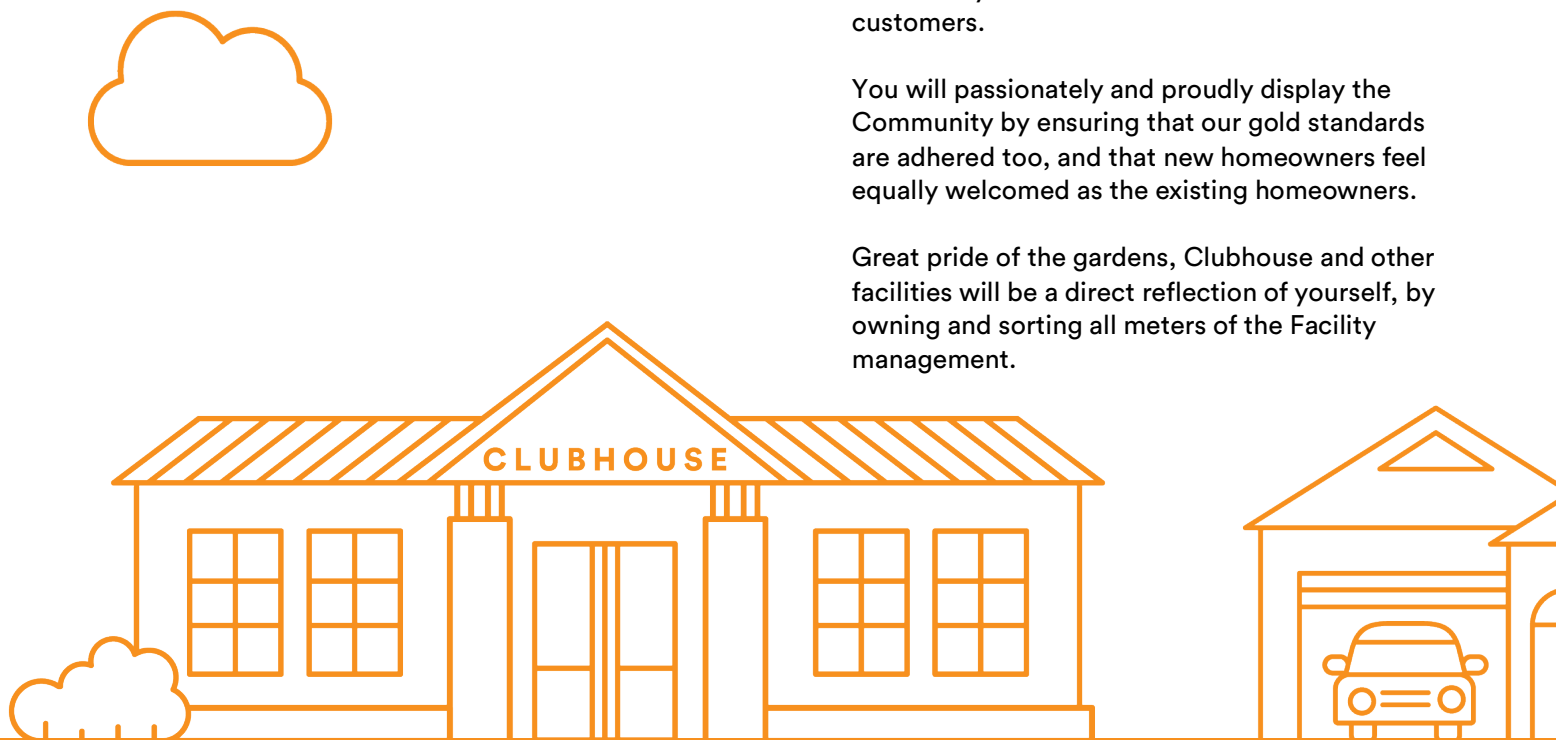 customers.
You will passionately and proudly display the
Community by ensuring that our gold standards
are adhered too, and that new homeowners feel
equally welcomed as the existing homeowners.
Great pride of the gardens, Clubhouse and other
facilities will be a direct reflection of yourself, by
owning and sorting all meters of the Facility
management.
CLUBHOUSE